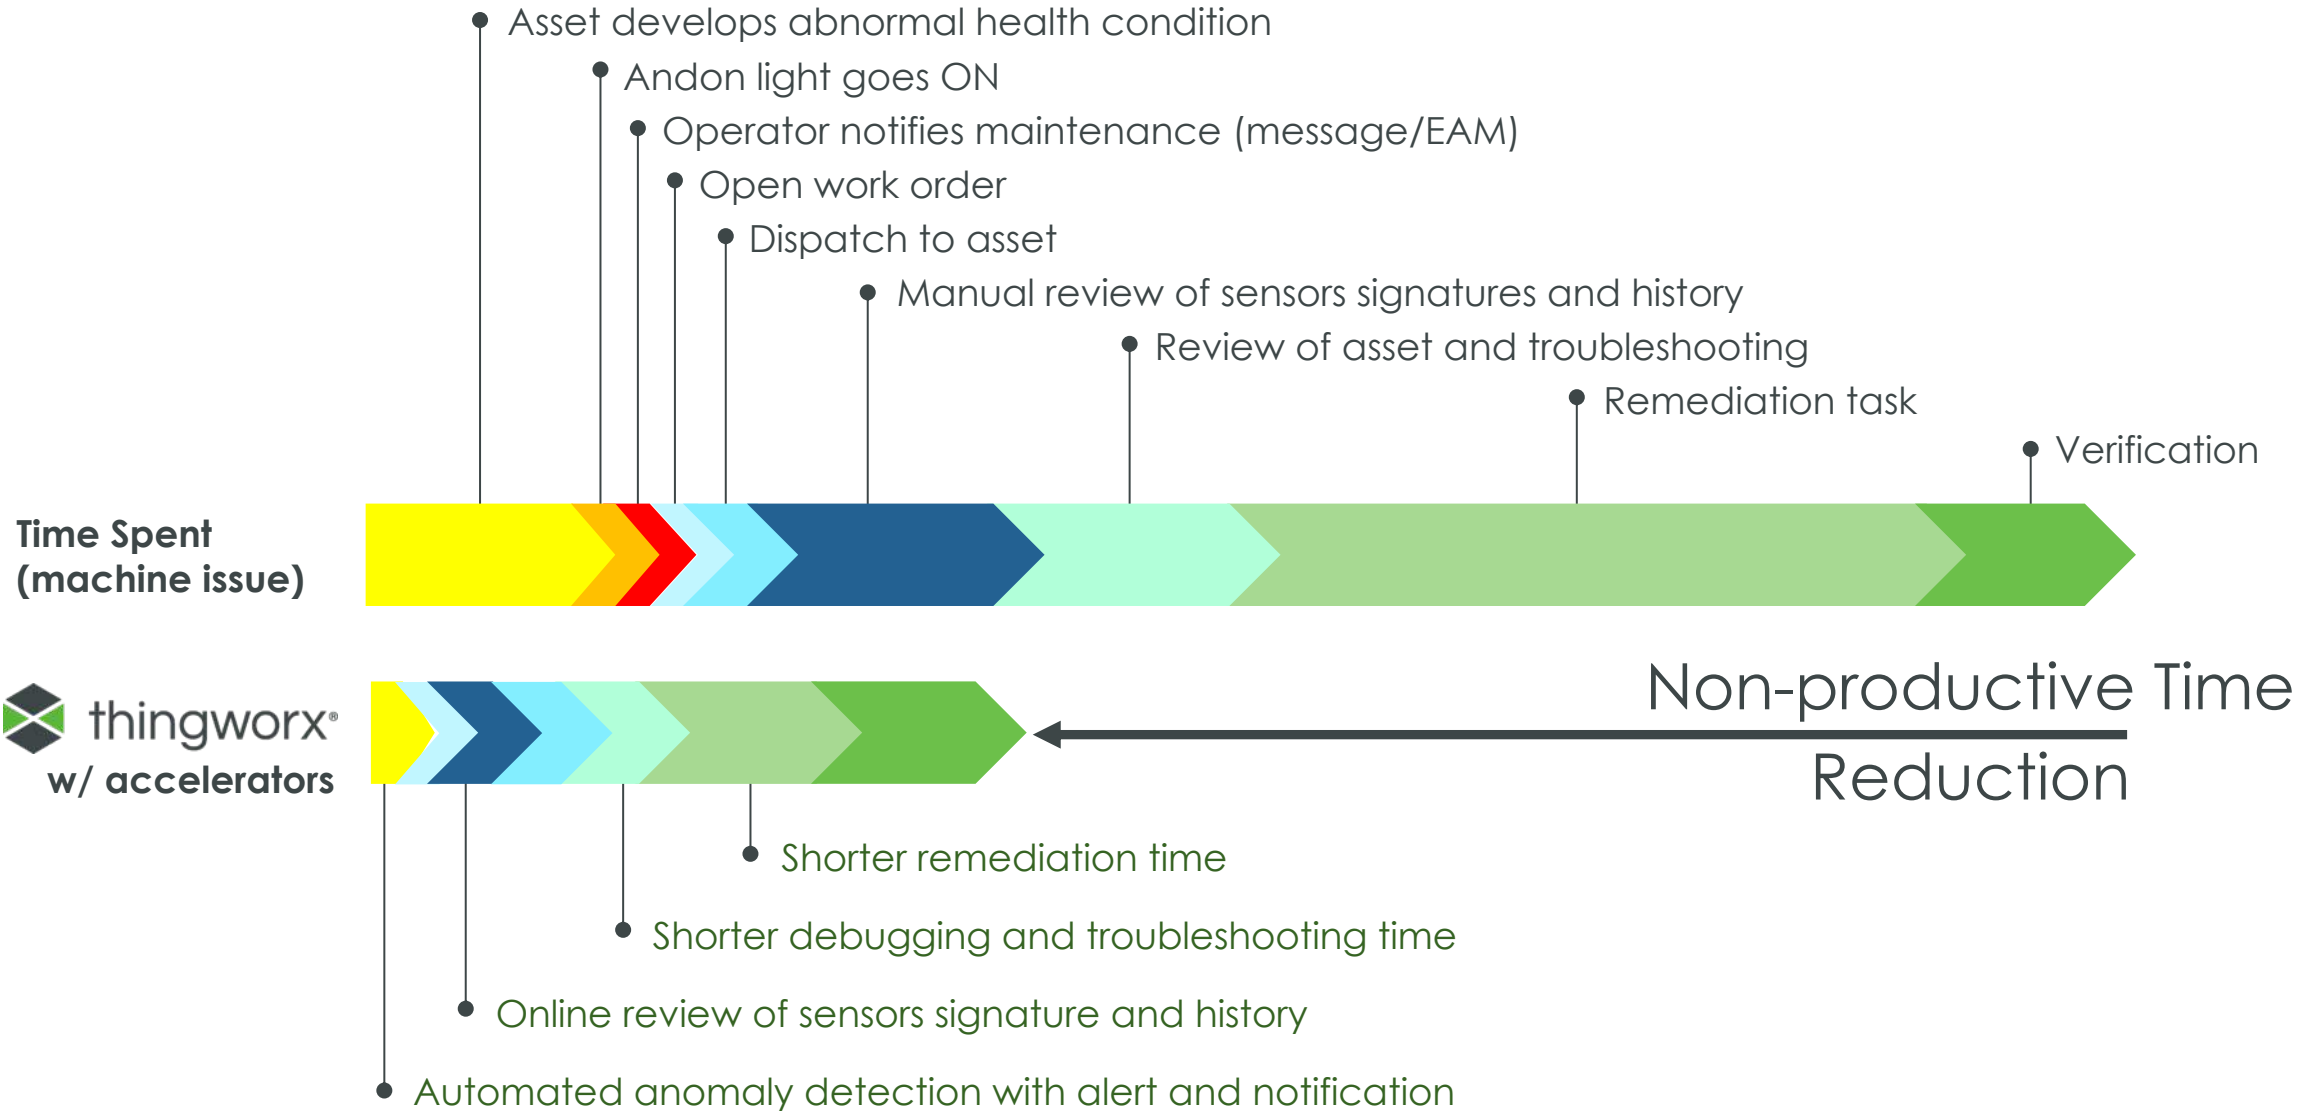 Asset develops abnormal health condition
Andon light goes ON
Operator notifies maintenance (message/EAM)
Open work order
Dispatch to asset
Manual review of sensors signatures and history
Review of asset and troubleshooting
Remediation task
Verification
Time Spent
(machine issue)
thingworx®
w/ accelerators
Non-productive Time
Reduction
Shorter remediation time
Shorter debugging and troubleshooting time
Online review of sensors signature and history
Automated anomaly detection with alert and notification